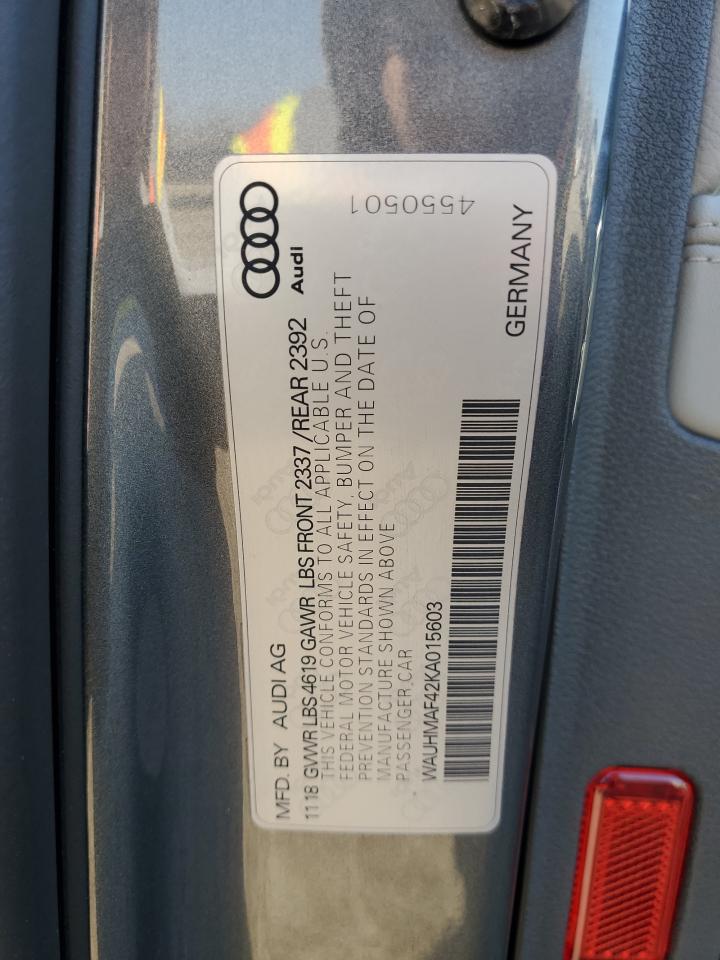 MFD. BY AUDI AG
Audi
1118 GVWR LBS 4619 GAWR LBS FRONT 2337 /REAR 2392
THIS VEHICLE CONFORMS TO ALL APPLICABLE U.S.
FEDERAL MOTOR VEHICLE SAFETY, BUMPER AND THEFT
PREVENTION STANDARDS IN EFFECT ON THE DATE OF
MANUFACTURE SHOWN ABOVE
PASSENGER.CAR
4550501
WAUHMAF42KA015603
GERMANY